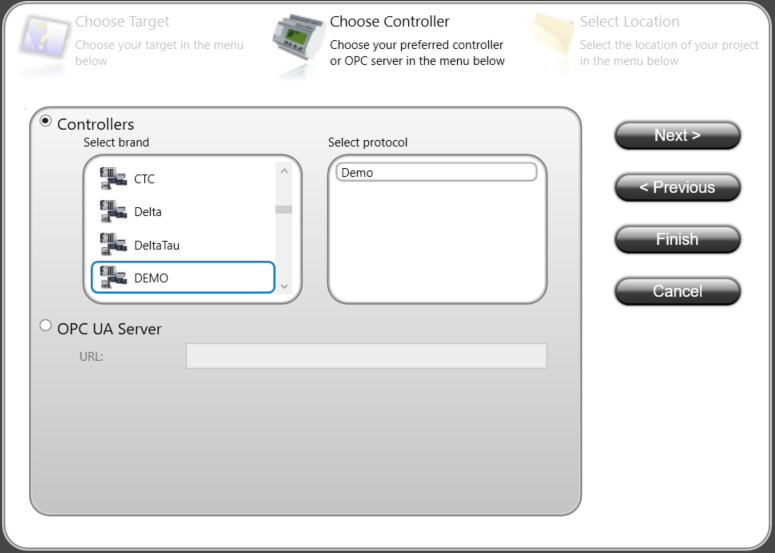 Choose Target
Choose your target in the menu
below
Choose Controller
Choose your preferred controller
or OPC server in the menu below
Select Location
Select the location of your project
in the menu below
Controllers
Select brand
Select protocol
CTC
Delta
DeltaTau
DEMO
Demo
OPC UA Server
URL:
Next >
< Previous
Finish
Cancel